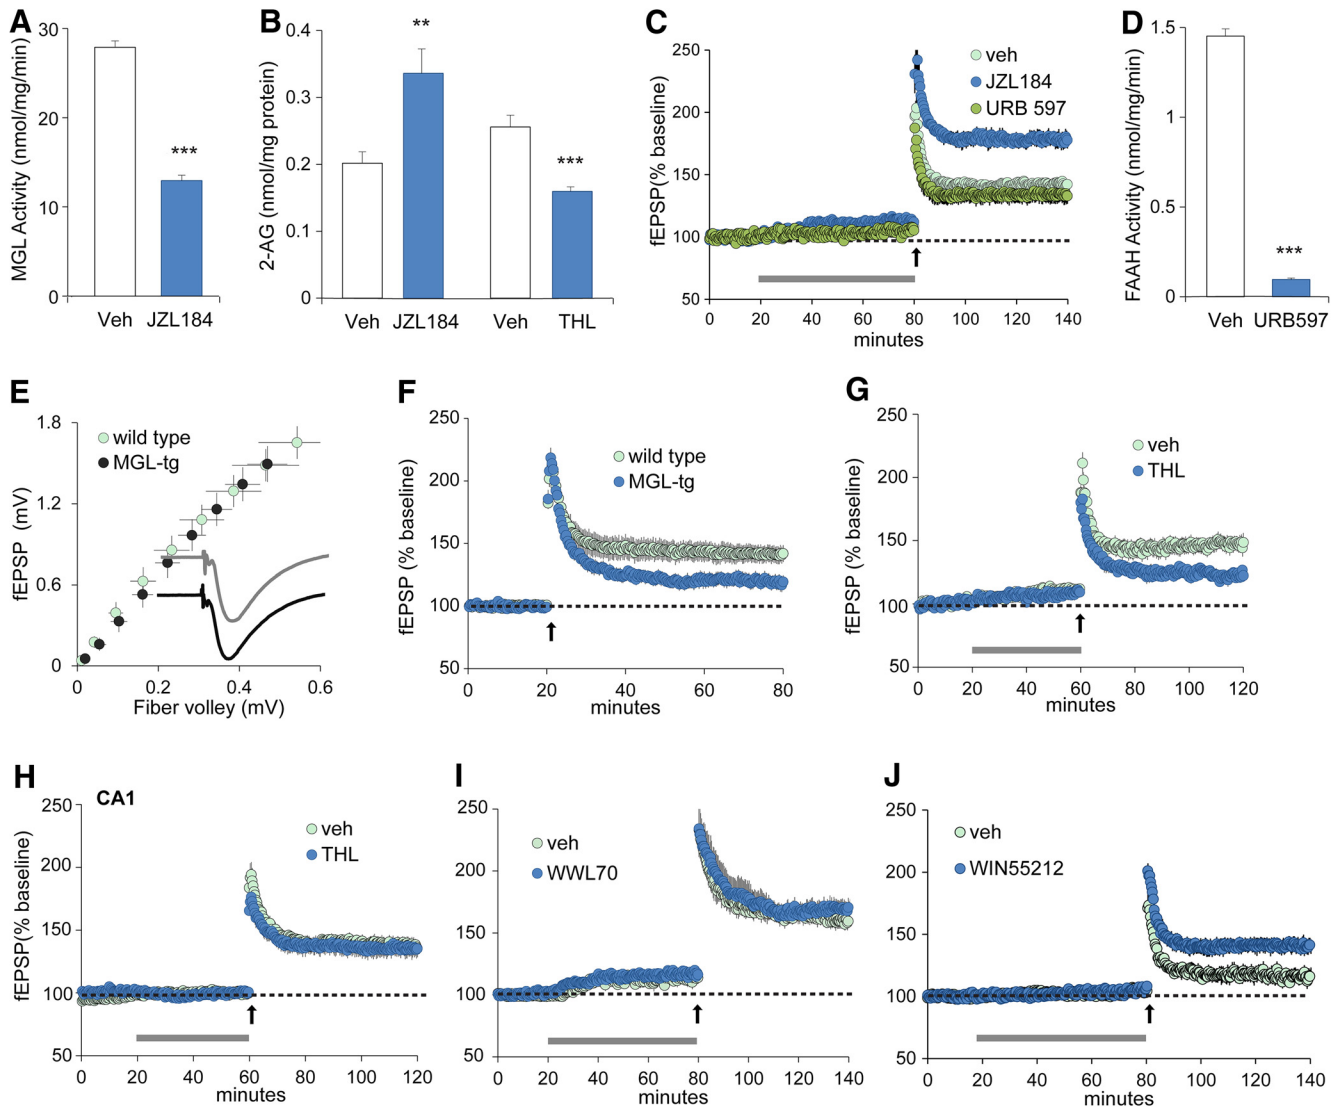 A
MGL Activity (nmol/mg/min)
30
20
10
0
***
Veh JZL184
B
2-AG (nmol/mg protein)
0.4
0.3
0.2
0.1
0
**
***
Veh JZL184 Veh THL
C
fEPSP(% baseline)
250
200
150
100
50
veh
JZL184
URB 597
0 20 40 60 80 100 120 140
minutes
D
FAAH Activity (nmol/mg/min)
1.5
1
0.5
0
***
Veh URB597
E
fEPSP (mV)
1.8
1.2
0.6
0
wild type
MGL-tg
0 0.2 0.4 0.6
Fiber volley (mV)
F
fEPSP (% baseline)
250
200
150
100
50
wild type
MGL-tg
0 20 40 60 80
minutes
G
fEPSP (% baseline)
250
200
150
100
50
veh
THL
0 20 40 60 80 100 120
minutes
H
CA1
fEPSP(% baseline)
250
200
150
100
50
veh
THL
0 20 40 60 80 100 120
minutes
I
250
200
150
100
50
veh
WWL70
0 20 40 60 80 100 120 140
minutes
J
250
200
150
100
50
veh
WIN55212
0 20 40 60 80 100 120 140
minutes